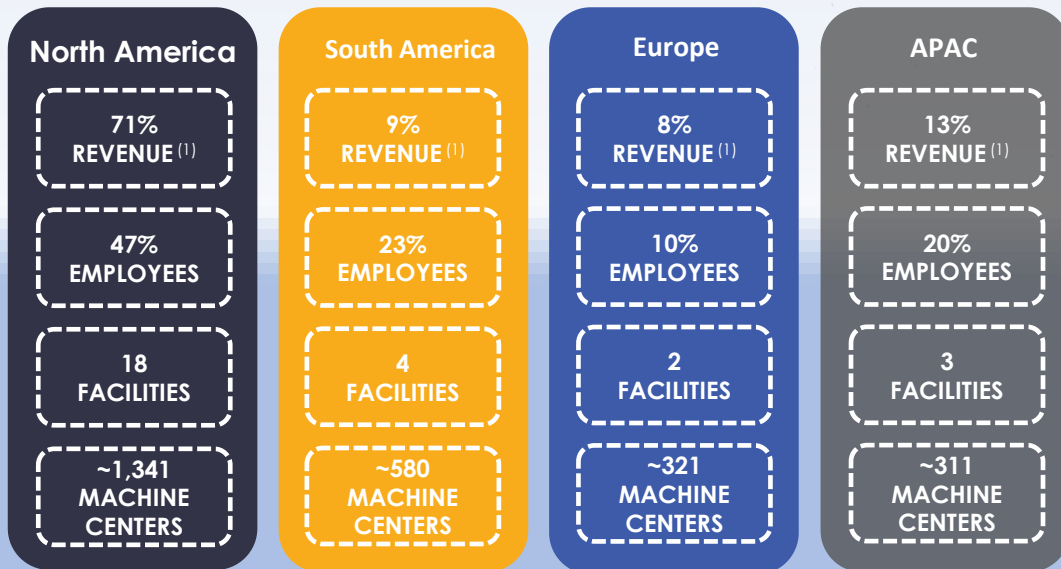 North America
71%
REVENUE (1)
47%
EMPLOYEES
18
FACILITIES
~1,341
MACHINE
CENTERS
South America
9%
REVENUE (1)
23%
EMPLOYEES
4
FACILITIES
~580
MACHINE
CENTERS
Europe
8%
REVENUE (1)
10%
EMPLOYEES
2
FACILITIES
~321
MACHINE
CENTERS
APAC
13%
REVENUE (1)
20%
EMPLOYEES
3
FACILITIES
~311
MACHINE
CENTERS